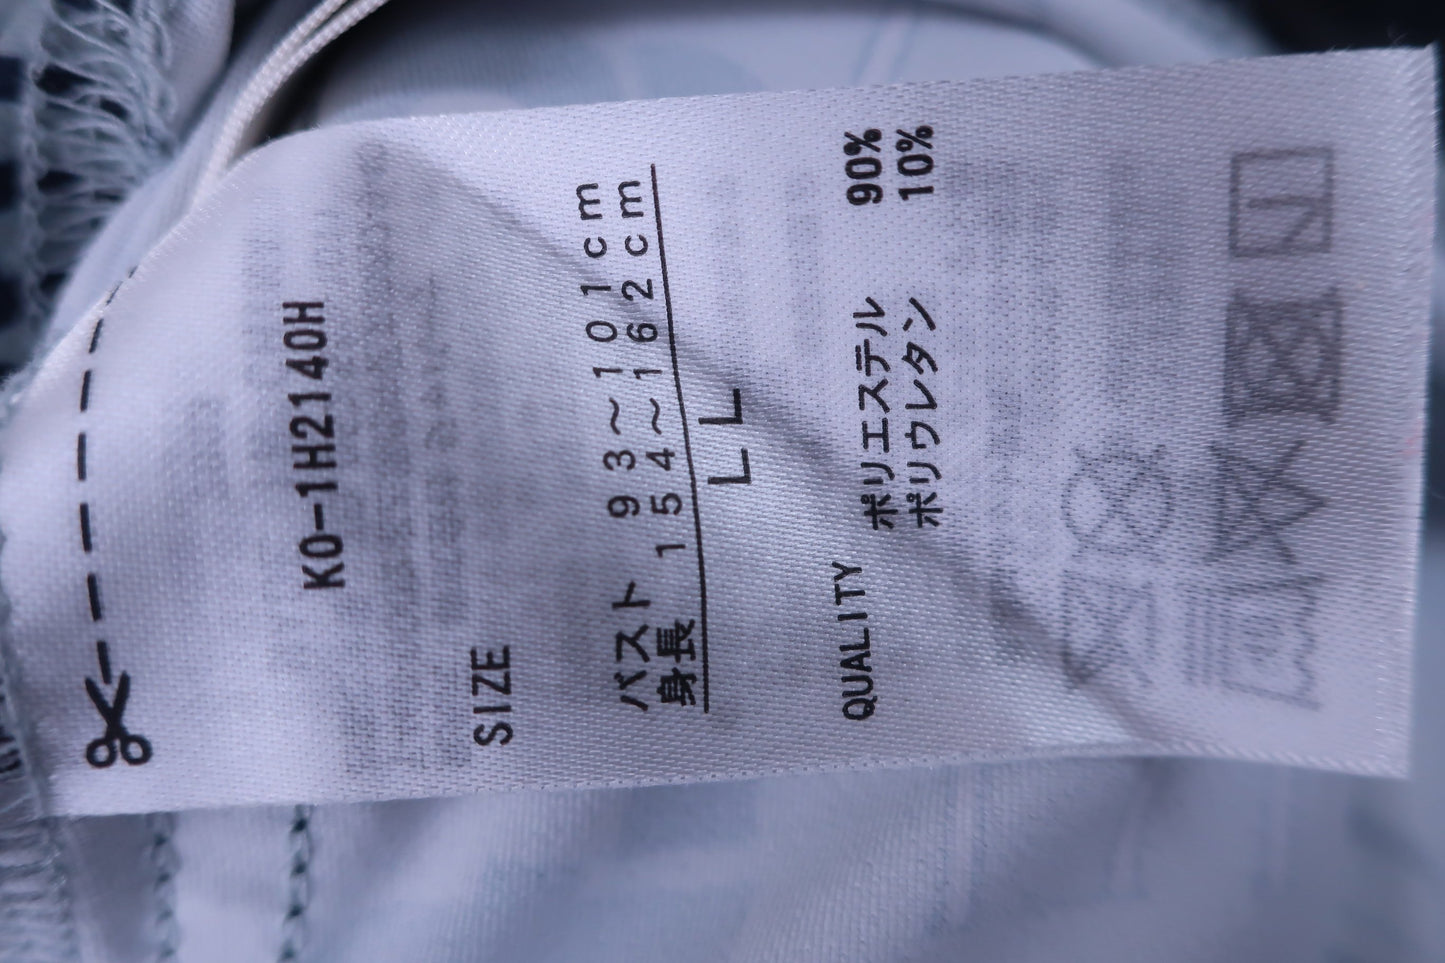 KO-1H2140H
SIZE
バスト 93～101cm
身長 154～162cm
LL
QUALITY
ポリエステル 90%
ポリウレタン 10%